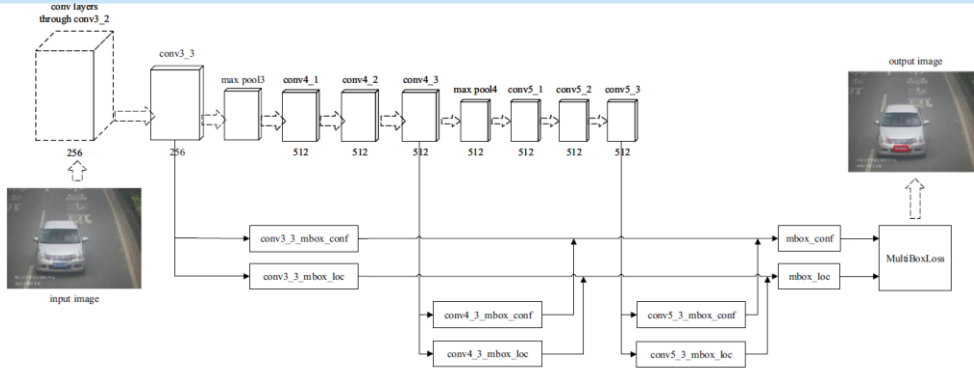 conv layers
through conv3_2
conv3_3
max pool3
conv4_1
conv4_2
conv4_3
max pool4
conv5_1
conv5_2
conv5_3
output image
256
256
512
512
512
512
512
512
512
input image
conv3_3_mbox_conf
conv3_3_mbox_loc
conv4_3_mbox_conf
conv4_3_mbox_loc
conv5_3_mbox_conf
conv5_3_mbox_loc
mbox_conf
mbox_loc
MultiBoxLoss